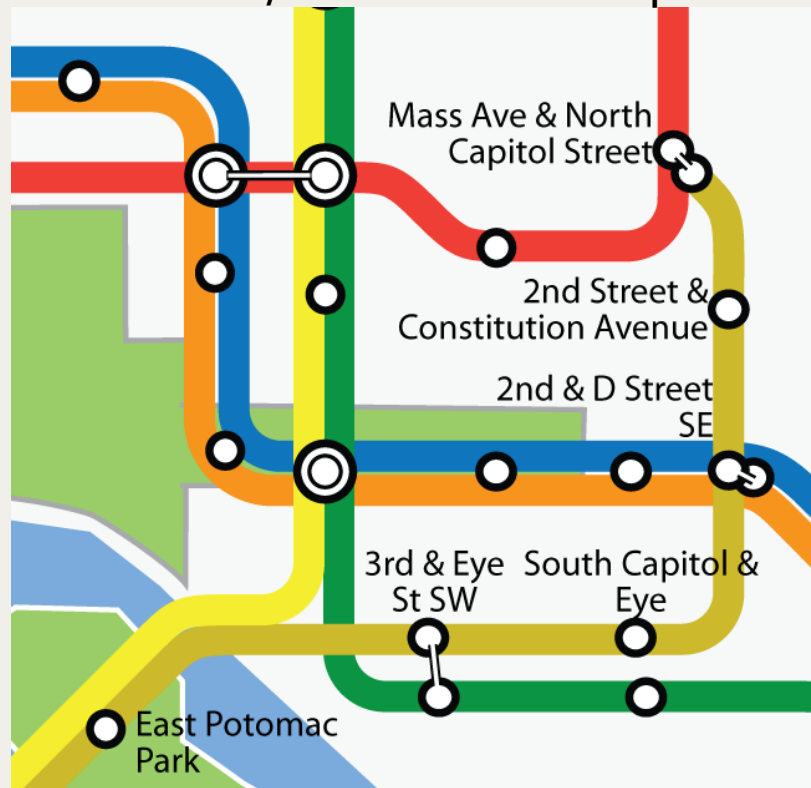 Mass Ave & North
Capitol Street
2nd Street &
Constitution Avenue
2nd & D Street
SE
3rd & Eye
St SW
South Capitol &
Eye
East Potomac
Park